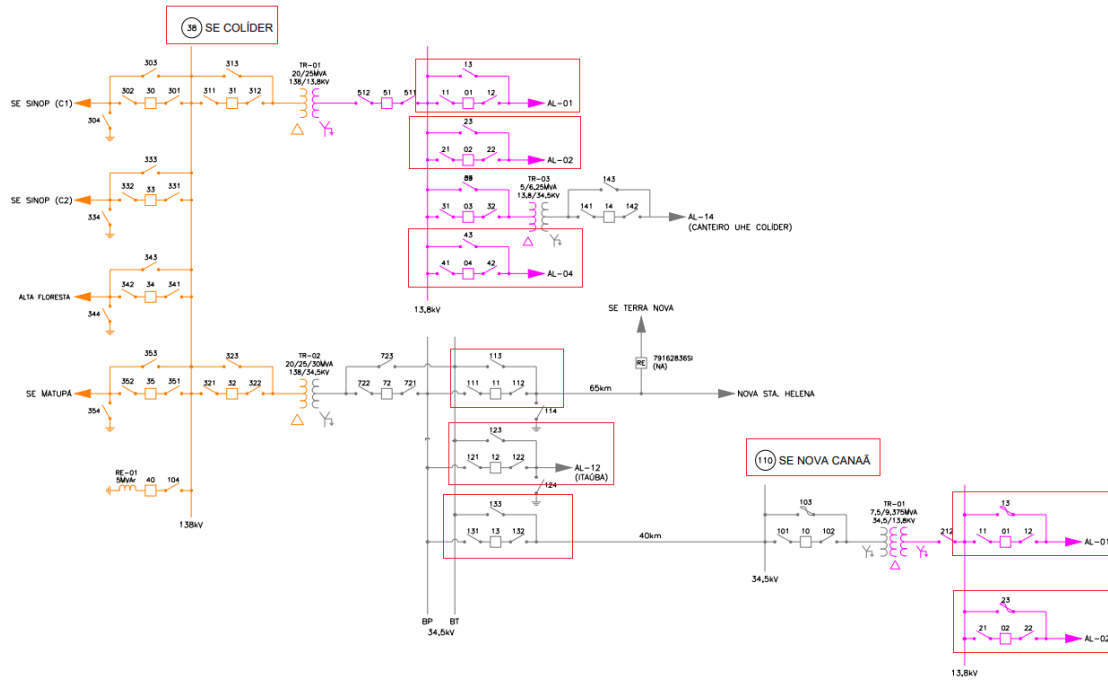 38 SE COLÍDER
303
313
TR-01
20/25MVA
138/13,8KV
302 30 301
311 31 312
512 51 511
13
11 01 12
AL-01
SE SINOP (C1)
304
23
21 02 22
AL-02
333
332 33 331
SE SINOP (C2)
334
TR-03
5/6,25MVA
13,8/34,5KV
31 03 32
143
141 14 142
AL-14
(CANTEIRO UHE COLÍDER)
43
41 04 42
AL-04
13,8kV
343
342 34 341
ALTA FLORESTA
344
SE TERRA NOVA
RE
79162836SI
(NA)
353
323
TR-02
20/25/30MVA
138/34,5KV
352 35 351
321 32 322
723
722 72 721
113
111 11 112
65km
NOVA STA. HELENA
SE MATUPÁ
354
114
123
121 12 122
AL-12
(ITAÚBA)
124
110 SE NOVA CANAÃ
RE-01
5MVAr
40 104
138kV
133
131 13 132
40km
103
101 10 102
TR-01
7,5/9,375MVA
34,5/13,8KV
212
13
11 01 12
AL-01
34,5kV
23
21 02 22
AL-02
BP BT
34,5kV
13,8kV